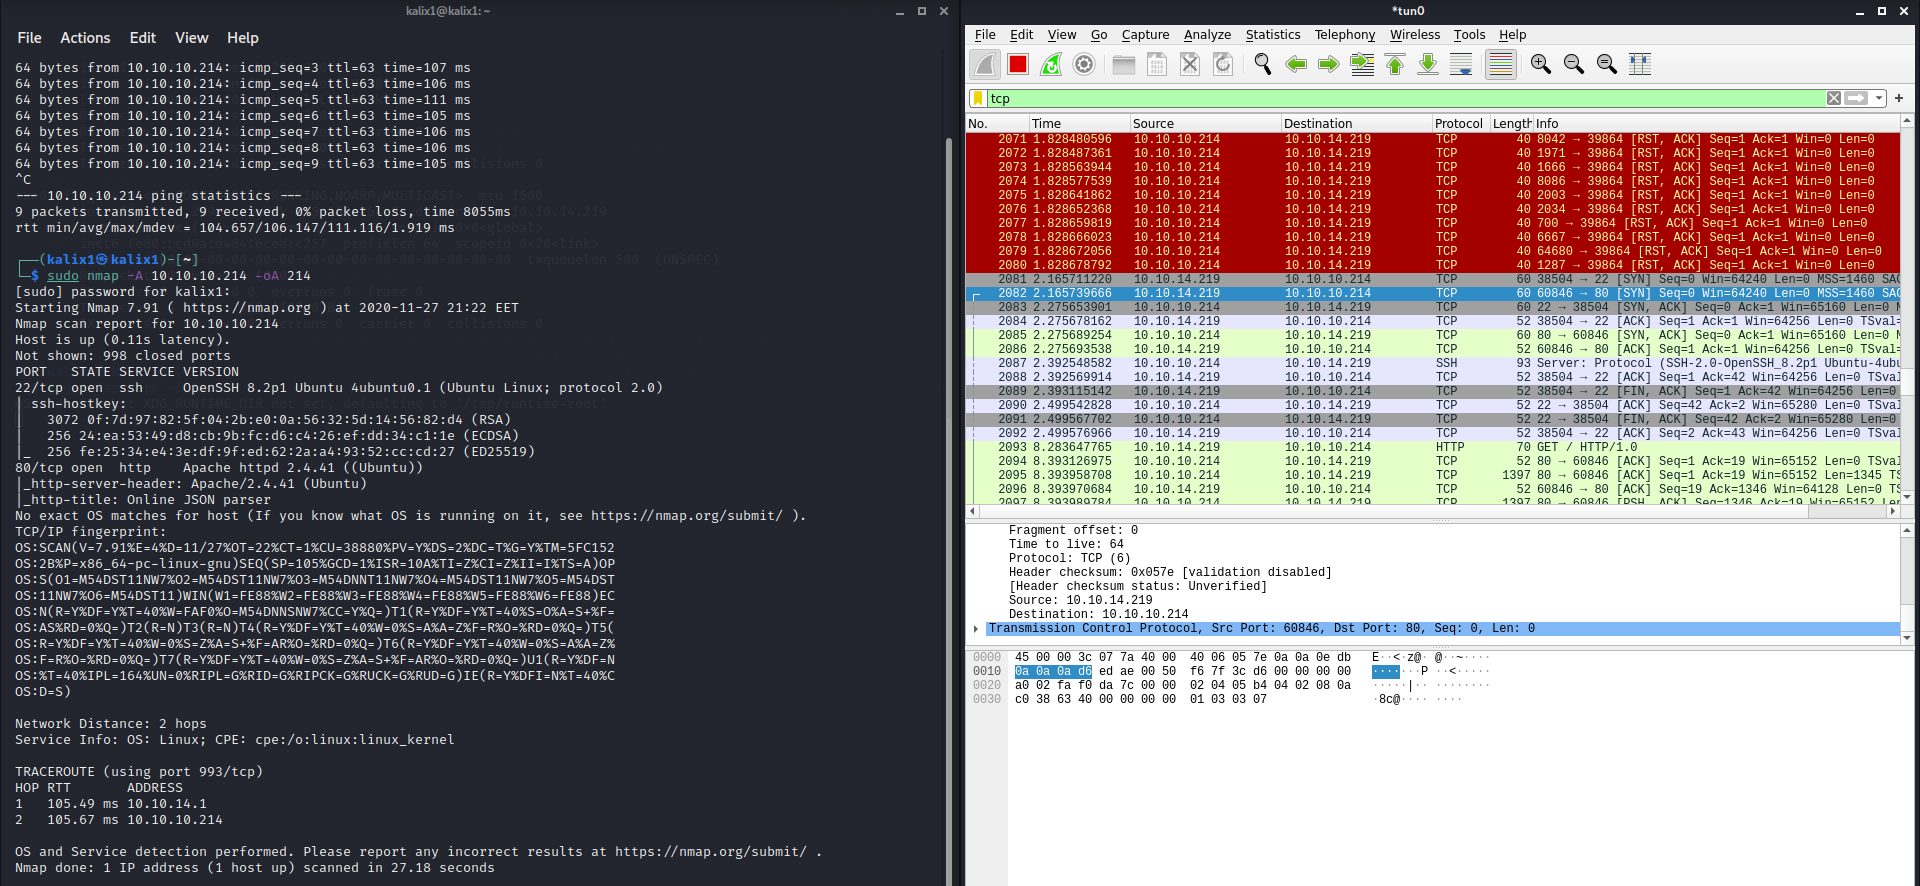 kalix1@kalix1: ~
File Actions Edit View Help
64 bytes from 10.10.10.214: icmp_seq=3 ttl=63 time=107 ms
64 bytes from 10.10.10.214: icmp_seq=4 ttl=63 time=106 ms
64 bytes from 10.10.10.214: icmp_seq=5 ttl=63 time=111 ms
64 bytes from 10.10.10.214: icmp_seq=6 ttl=63 time=105 ms
64 bytes from 10.10.10.214: icmp_seq=7 ttl=63 time=106 ms
64 bytes from 10.10.10.214: icmp_seq=8 ttl=63 time=106 ms
64 bytes from 10.10.10.214: icmp_seq=9 ttl=63 time=105 ms
^C
--- 10.10.10.214 ping statistics ---
9 packets transmitted, 9 received, 0% packet loss, time 8055ms
rtt min/avg/max/mdev = 104.657/106.147/111.116/1.919 ms
(kalix1㉿kalix1)-[~]
$ sudo nmap -A 10.10.10.214 -oA 214
[sudo] password for kalix1:
Starting Nmap 7.91 ( https://nmap.org ) at 2020-11-27 21:22 EET
Nmap scan report for 10.10.10.214
Host is up (0.11s latency).
Not shown: 998 closed ports
PORT   STATE SERVICE VERSION
22/tcp open  ssh     OpenSSH 8.2p1 Ubuntu 4ubuntu0.1 (Ubuntu Linux; protocol 2.0)
| ssh-hostkey:
|   3072 0f:7d:97:82:5f:04:2b:e0:0a:56:32:5d:14:56:82:d4 (RSA)
|   256 24:ea:53:49:d8:cb:9b:fc:d6:c4:26:ef:dd:34:c1:1e (ECDSA)
|_  256 fe:25:34:e4:3e:df:9f:ed:62:2a:a4:93:52:cc:cd:27 (ED25519)
80/tcp open  http    Apache httpd 2.4.41 ((Ubuntu))
|_http-server-header: Apache/2.4.41 (Ubuntu)
|_http-title: Online JSON parser
No exact OS matches for host (If you know what OS is running on it, see https://nmap.org/submit/ ).
TCP/IP fingerprint:
OS:SCAN(V=7.91%E=4%D=11/27%OT=22%CT=1%CU=38880%PV=Y%DS=2%DC=T%G=Y%TM=5FC152
OS:2B%P=x86_64-pc-linux-gnu)SEQ(SP=105%GCD=1%ISR=10A%TI=Z%CI=Z%II=I%TS=A)OP
OS:S(O1=M54DST11NW7%O2=M54DST11NW7%O3=M54DNNT11NW7%O4=M54DST11NW7%O5=M54DST
OS:11NW7%O6=M54DST11)WIN(W1=FE88%W2=FE88%W3=FE88%W4=FE88%W5=FE88%W6=FE88)EC
OS:N(R=Y%DF=Y%T=40%W=FAF0%O=M54DNNSNW7%CC=Y%Q=)T1(R=Y%DF=Y%T=40%S=O%A=S+%F=
OS:AS%RD=0%Q=)T2(R=N)T3(R=N)T4(R=Y%DF=Y%T=40%W=0%S=A%A=Z%F=R%O=%RD=0%Q=)T5(
OS:R=Y%DF=Y%T=40%W=0%S=Z%A=S+%F=AR%O=%RD=0%Q=)T6(R=Y%DF=Y%T=40%W=0%S=A%A=Z%
OS:F=R%O=%RD=0%Q=)T7(R=Y%DF=Y%T=40%W=0%S=Z%A=S+%F=AR%O=%RD=0%Q=)U1(R=Y%DF=N
OS:%T=40%IPL=164%UN=0%RIPL=G%RID=G%RIPCK=G%RUCK=G%RUD=G)IE(R=Y%DFI=N%T=40%C
OS:D=S)
Network Distance: 2 hops
Service Info: OS: Linux; CPE: cpe:/o:linux:linux_kernel
TRACEROUTE (using port 993/tcp)
HOP RTT       ADDRESS
1   105.49 ms 10.10.14.1
2   105.67 ms 10.10.10.214
OS and Service detection performed. Please report any incorrect results at https://nmap.org/submit/ .
Nmap done: 1 IP address (1 host up) scanned in 27.18 seconds
*tun0
File Edit View Go Capture Analyze Statistics Telephony Wireless Tools Help
tcp
No. Time Source Destination Protocol Length Info
2071 1.828480596 10.10.10.214 10.10.14.219 TCP 40 8042 → 39864 [RST, ACK] Seq=1 Ack=1 Win=0 Len=0
2072 1.828487361 10.10.10.214 10.10.14.219 TCP 40 1971 → 39864 [RST, ACK] Seq=1 Ack=1 Win=0 Len=0
2073 1.828563944 10.10.10.214 10.10.14.219 TCP 40 1666 → 39864 [RST, ACK] Seq=1 Ack=1 Win=0 Len=0
2074 1.828577539 10.10.10.214 10.10.14.219 TCP 40 8086 → 39864 [RST, ACK] Seq=1 Ack=1 Win=0 Len=0
2075 1.828641862 10.10.10.214 10.10.14.219 TCP 40 2003 → 39864 [RST, ACK] Seq=1 Ack=1 Win=0 Len=0
2076 1.828652368 10.10.10.214 10.10.14.219 TCP 40 2034 → 39864 [RST, ACK] Seq=1 Ack=1 Win=0 Len=0
2077 1.828659819 10.10.10.214 10.10.14.219 TCP 40 700 → 39864 [RST, ACK] Seq=1 Ack=1 Win=0 Len=0
2078 1.828666023 10.10.10.214 10.10.14.219 TCP 40 6667 → 39864 [RST, ACK] Seq=1 Ack=1 Win=0 Len=0
2079 1.828672056 10.10.10.214 10.10.14.219 TCP 40 64680 → 39864 [RST, ACK] Seq=1 Ack=1 Win=0 Len=0
2080 1.828678792 10.10.10.214 10.10.14.219 TCP 40 1287 → 39864 [RST, ACK] Seq=1 Ack=1 Win=0 Len=0
2081 2.165711220 10.10.14.219 10.10.10.214 TCP 60 38504 → 22 [SYN] Seq=0 Win=64240 Len=0 MSS=1460 SAC
2082 2.165739666 10.10.14.219 10.10.10.214 TCP 60 60846 → 80 [SYN] Seq=0 Win=64240 Len=0 MSS=1460 SAC
2083 2.275653901 10.10.10.214 10.10.14.219 TCP 60 22 → 38504 [SYN, ACK] Seq=0 Ack=1 Win=65160 Len=0 M
2084 2.275678162 10.10.14.219 10.10.10.214 TCP 52 38504 → 22 [ACK] Seq=1 Ack=1 Win=64256 Len=0 TSval=
2085 2.275689254 10.10.10.214 10.10.14.219 TCP 60 80 → 60846 [SYN, ACK] Seq=0 Ack=1 Win=65160 Len=0 M
2086 2.275693538 10.10.14.219 10.10.10.214 TCP 52 60846 → 80 [ACK] Seq=1 Ack=1 Win=64256 Len=0 TSval=
2087 2.392548582 10.10.10.214 10.10.14.219 SSH 93 Server: Protocol (SSH-2.0-OpenSSH_8.2p1 Ubuntu-4ubu
2088 2.392569914 10.10.14.219 10.10.10.214 TCP 52 38504 → 22 [ACK] Seq=1 Ack=42 Win=64256 Len=0 TSva
2089 2.393115142 10.10.14.219 10.10.10.214 TCP 52 38504 → 22 [FIN, ACK] Seq=1 Ack=42 Win=64256 Len=0
2090 2.499542828 10.10.10.214 10.10.14.219 TCP 52 22 → 38504 [ACK] Seq=42 Ack=2 Win=65280 Len=0 TSva
2091 2.499567702 10.10.10.214 10.10.14.219 TCP 52 22 → 38504 [FIN, ACK] Seq=42 Ack=2 Win=65280 Len=0
2092 2.499576966 10.10.14.219 10.10.10.214 TCP 52 38504 → 22 [ACK] Seq=2 Ack=43 Win=64256 Len=0 TSva
2093 8.283647765 10.10.14.219 10.10.10.214 HTTP 70 GET / HTTP/1.0
2094 8.393126975 10.10.10.214 10.10.14.219 TCP 52 80 → 60846 [ACK] Seq=1 Ack=19 Win=65152 Len=0 TSva
2095 8.393958708 10.10.10.214 10.10.14.219 TCP 1397 80 → 60846 [ACK] Seq=1 Ack=19 Win=65152 Len=1345 T
2096 8.393970684 10.10.14.219 10.10.10.214 TCP 52 60846 → 80 [ACK] Seq=19 Ack=1346 Win=64128 Len=0 T
2097 8.393989784 10.10.10.214 10.10.14.219 TCP 1397 80 → 60846 [PSH, ACK] Seq=1346 Ack=19 Win=65152
Fragment offset: 0
Time to live: 64
Protocol: TCP (6)
Header checksum: 0x057e [validation disabled]
[Header checksum status: Unverified]
Source: 10.10.14.219
Destination: 10.10.10.214
Transmission Control Protocol, Src Port: 60846, Dst Port: 80, Seq: 0, Len: 0
0000 45 00 00 3c 07 7a 40 00 40 06 05 7e 0a 0a 0e db E··<·z@· @··~····
0010 0a 0a 0a d6 ed ae 00 50 f6 7f 3c d6 00 00 00 00 ·······P ··<·····
0020 a0 02 fa f0 da 7c 00 00 02 04 05 b4 04 02 08 0a ·····|·· ········
0030 c0 38 63 40 00 00 00 00 01 03 03 07 ·8c@···· ····